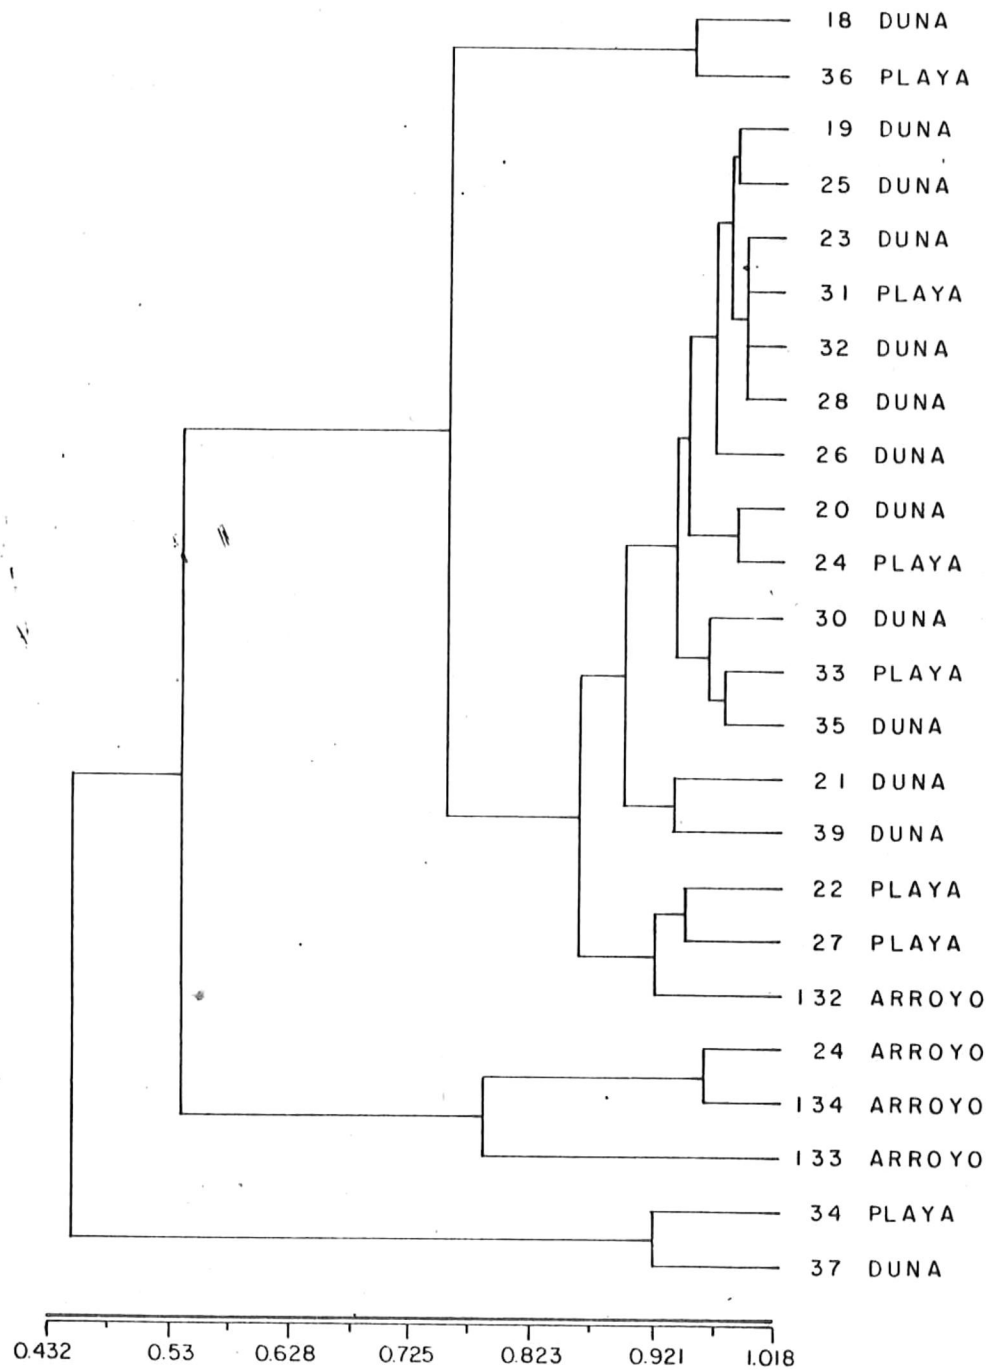 18 DUNA
36 PLAYA
19 DUNA
25 DUNA
23 DUNA
31 PLAYA
32 DUNA
28 DUNA
26 DUNA
20 DUNA
24 PLAYA
30 DUNA
33 PLAYA
35 DUNA
21 DUNA
39 DUNA
22 PLAYA
27 PLAYA
132 ARROYO
24 ARROYO
134 ARROYO
133 ARROYO
34 PLAYA
37 DUNA
0.432 0.53 0.628 0.725 0.823 0.921 1.018